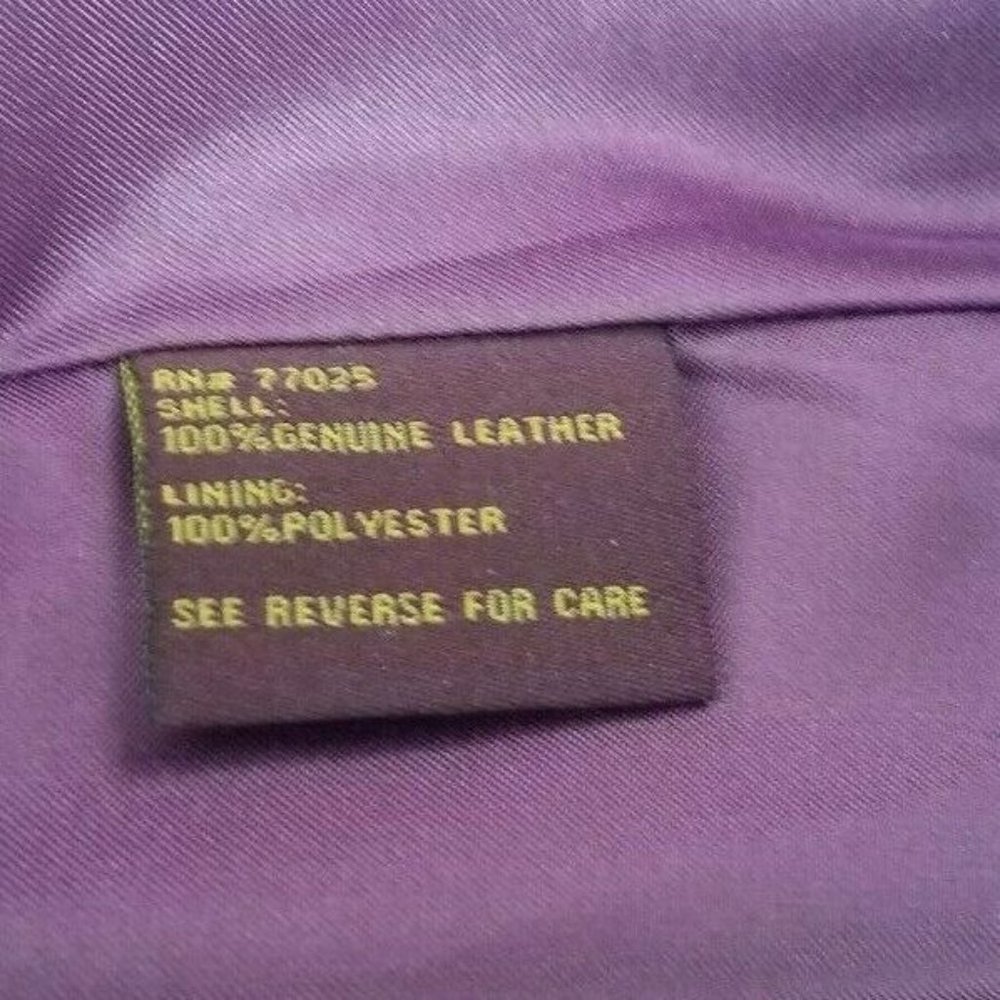 RN# 77025
SHELL:
100%GENUINE LEATHER
LINING:
100%POLYESTER
SEE REVERSE FOR CARE